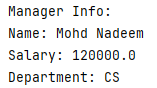 Manager Info:
Name: Mohd Nadeem
Salary: 120000.0
Department: CS